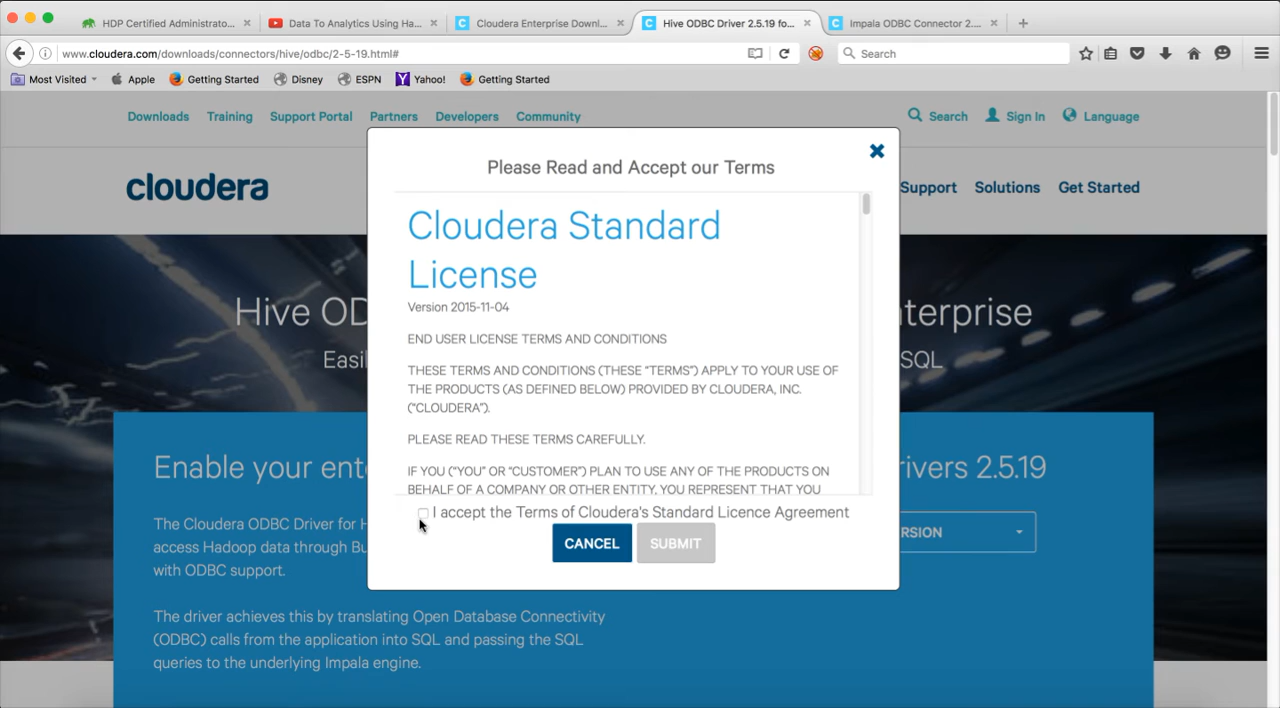 HDP Certified Administrato...
Data To Analytics Using Ha...
Cloudera Enterprise Downl...
Hive ODBC Driver 2.5.19 fo...
Impala ODBC Connector 2....
www.cloudera.com/downloads/connectors/hive/odbc/2-5-19.html#
Search
Most Visited
Apple
Getting Started
Disney
ESPN
Yahoo!
Getting Started
Downloads
Training
Support Portal
Partners
Developers
Community
Search
Sign In
Language
cloudera
Support
Solutions
Get Started
Please Read and Accept our Terms
Cloudera Standard
License
Version 2015-11-04
END USER LICENSE TERMS AND CONDITIONS
THESE TERMS AND CONDITIONS (THESE “TERMS”) APPLY TO YOUR USE OF
THE PRODUCTS (AS DEFINED BELOW) PROVIDED BY CLOUDERA, INC.
(“CLOUDERA”).
PLEASE READ THESE TERMS CAREFULLY.
IF YOU (“YOU” OR “CUSTOMER”) PLAN TO USE ANY OF THE PRODUCTS ON
BEHALF OF A COMPANY OR OTHER ENTITY, YOU REPRESENT THAT YOU
I accept the Terms of Cloudera's Standard Licence Agreement
CANCEL
SUBMIT
Hive OD
terprise
Easil
SQL
Enable your ent
rivers 2.5.19
The Cloudera ODBC Driver for H
access Hadoop data through Bu
with ODBC support.
RSION
The driver achieves this by translating Open Database Connectivity
(ODBC) calls from the application into SQL and passing the SQL
queries to the underlying Impala engine.